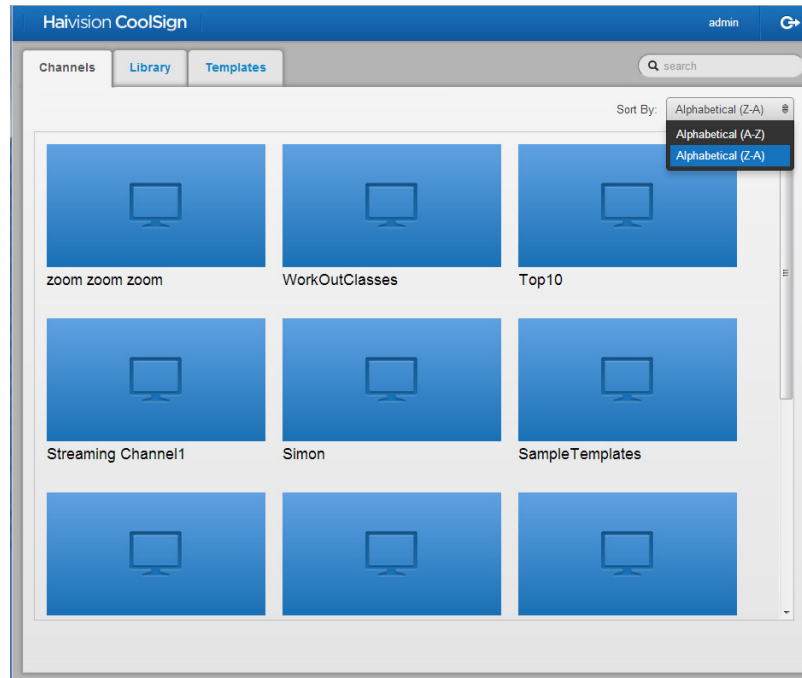 Haivision CoolSign
admin
Channels Library Templates
search
Sort By: Alphabetical (Z-A)
Alphabetical (A-Z)
Alphabetical (Z-A)
zoom zoom zoom WorkOutClasses Top10
Streaming Channel1 Simon SampleTemplates